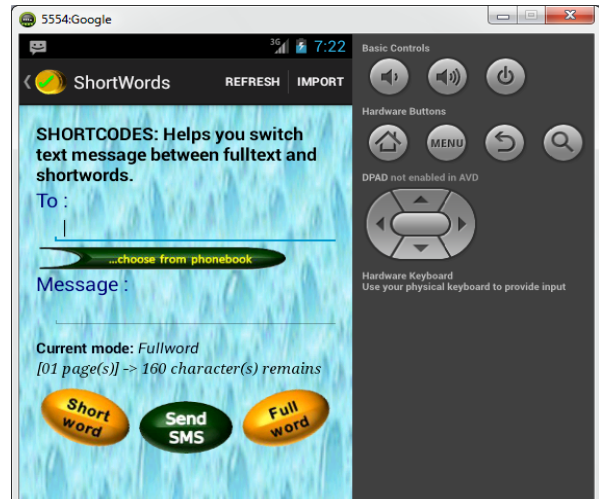 5554:Google
3G 7:22
ShortWords REFRESH IMPORT
SHORTCODES: Helps you switch
text message between fulltext and
shortwords.
To :
...choose from phonebook
Message :
Current mode: Fullword
[01 page(s)] -> 160 character(s) remains
Short
word
Send
SMS
Full
word
Basic Controls
Hardware Buttons
MENU
DPAD not enabled in AVD
Hardware Keyboard
Use your physical keyboard to provide input